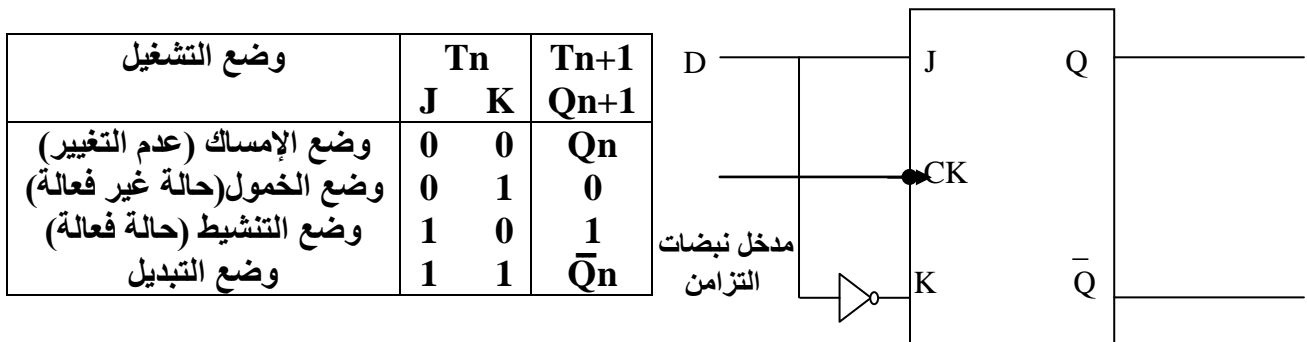 وضع التشغيل Tn Tn+1
J K Qn+1
وضع الإمساك (عدم التغيير) 0 0 Qn
وضع الخمول(حالة غير فعالة) 0 1 0
وضع التنشيط (حالة فعالة) 1 0 1
وضع التبديل 1 1 Q̅n
D J Q
CK
مدخل نبضات
التزامن
K Q̅